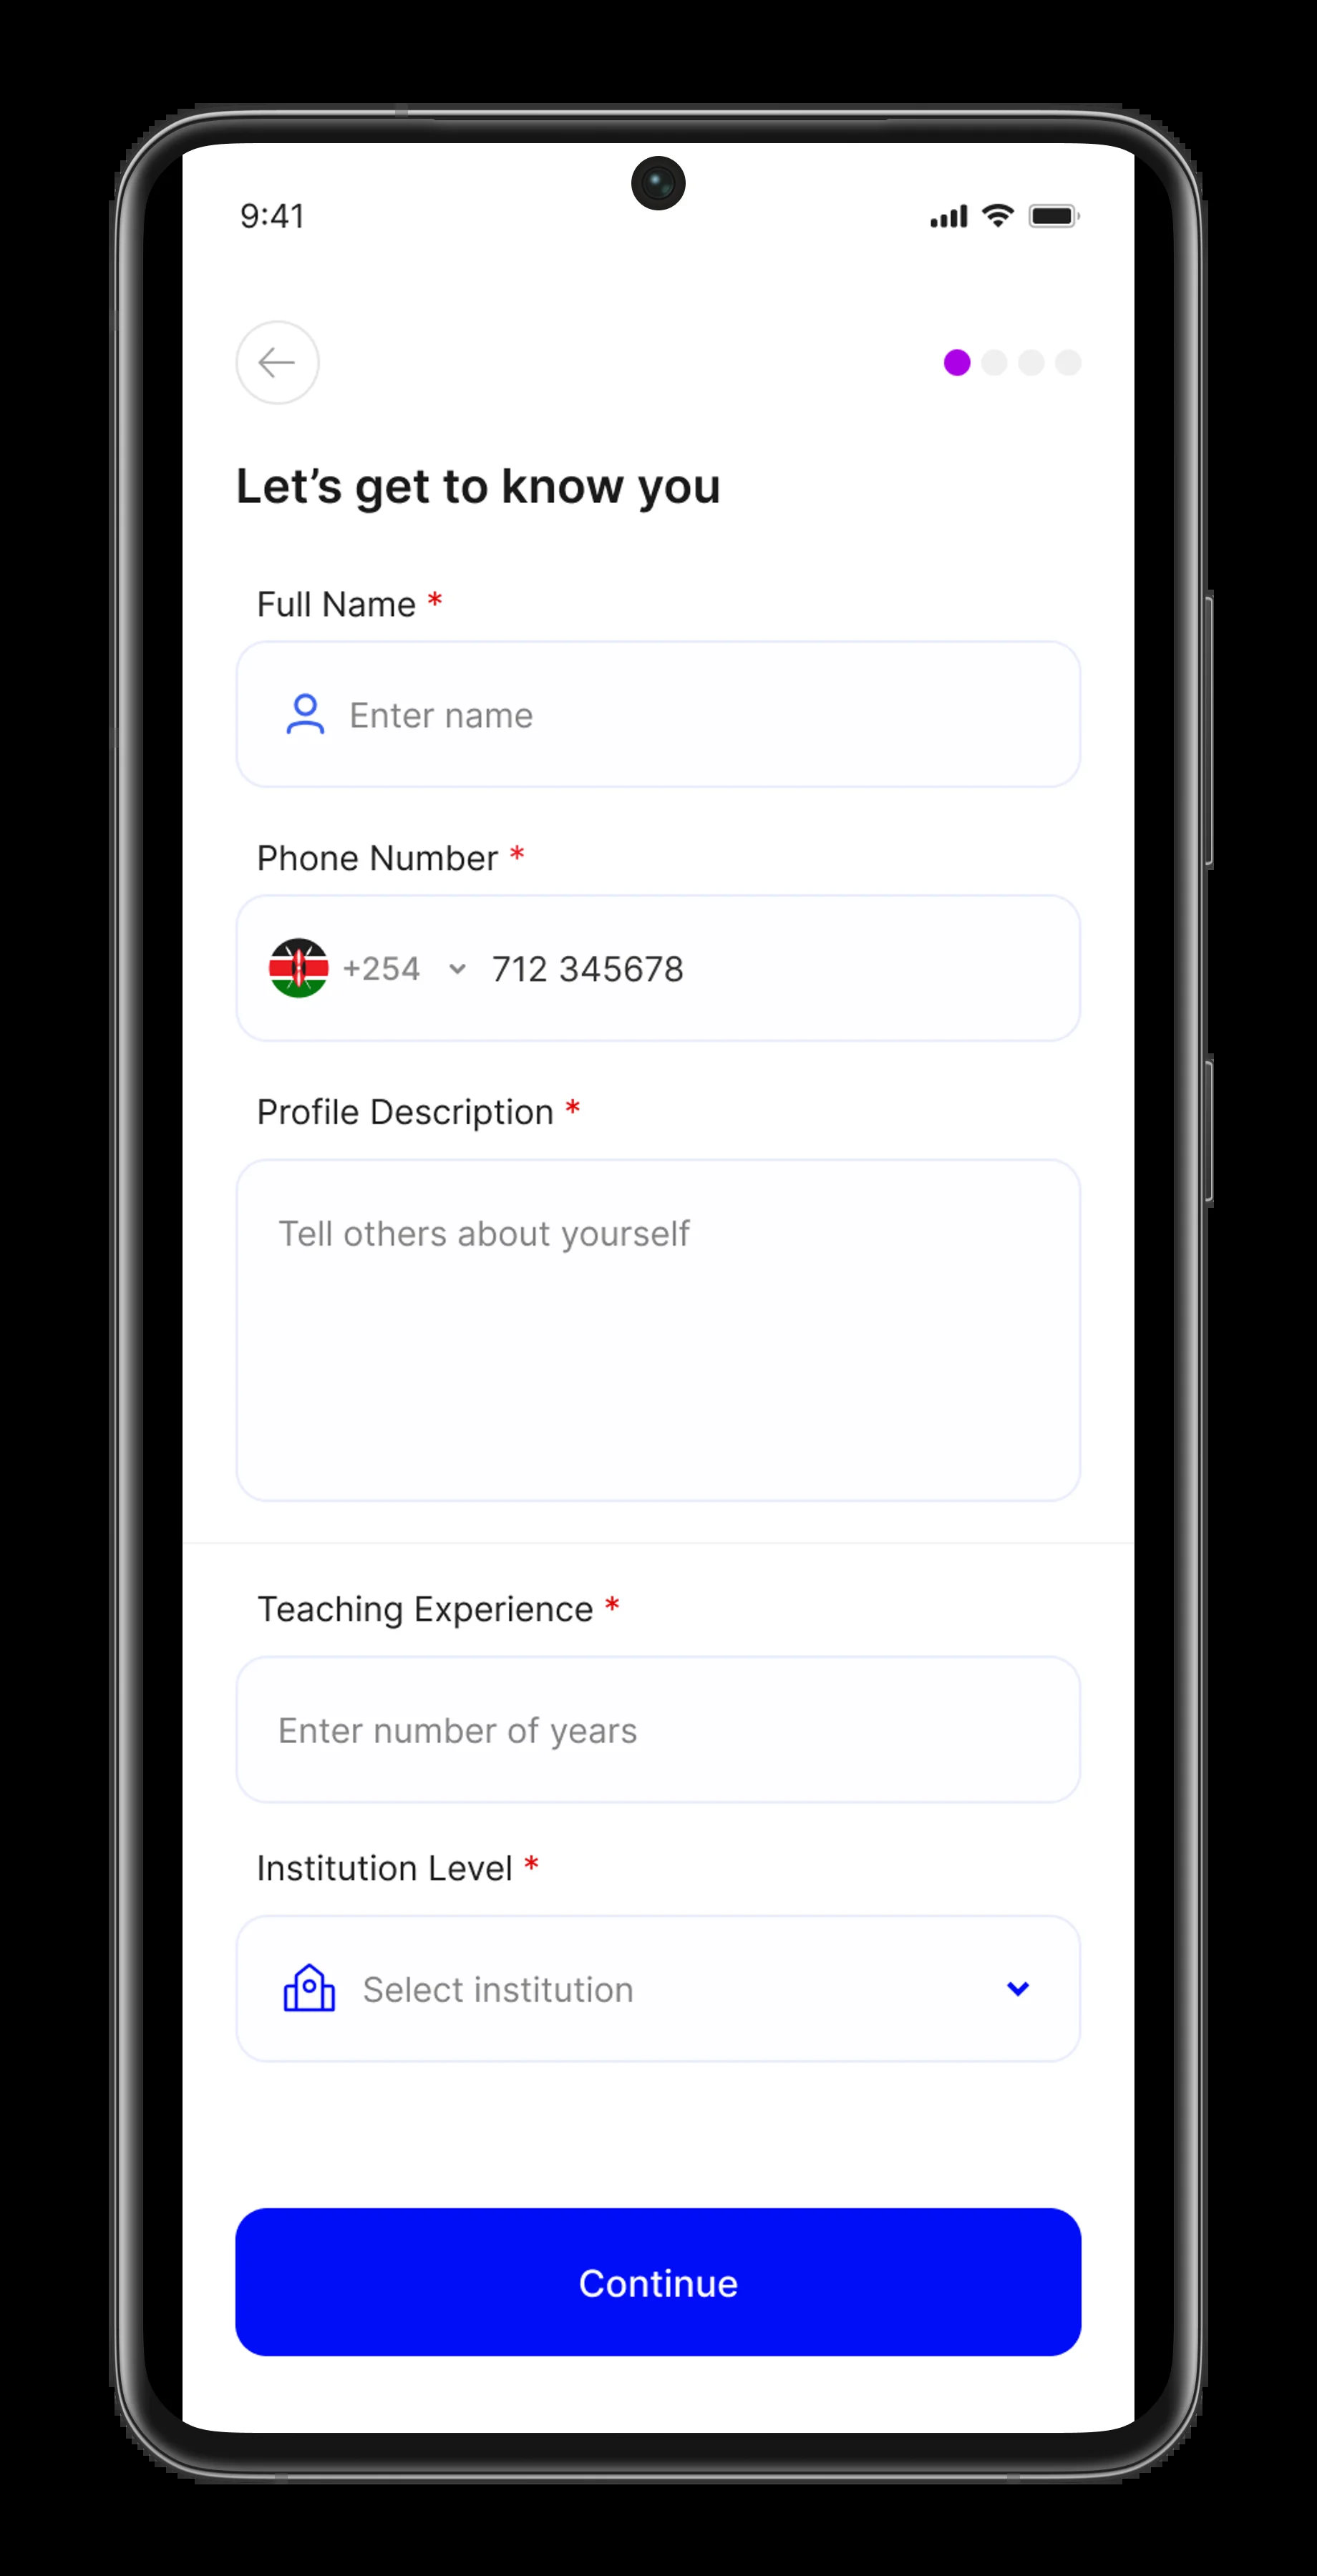 9:41
Let’s get to know you
Full Name *
Enter name
Phone Number *
+254 712 345678
Profile Description *
Tell others about yourself
Teaching Experience *
Enter number of years
Institution Level *
Select institution
Continue